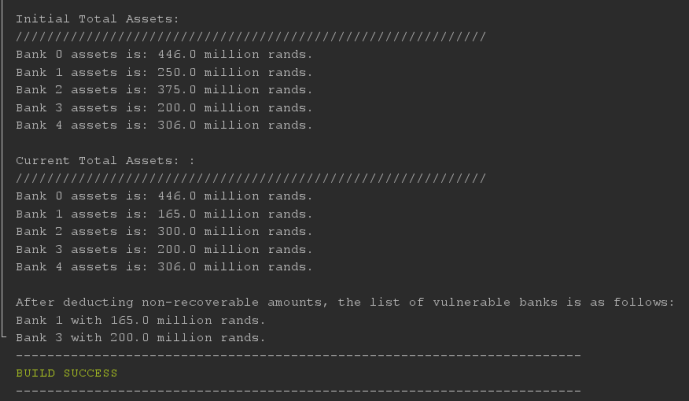 Initial Total Assets:
////////////////////////////////////////////////////////////
Bank 0 assets is: 446.0 million rands.
Bank 1 assets is: 250.0 million rands.
Bank 2 assets is: 375.0 million rands.
Bank 3 assets is: 200.0 million rands.
Bank 4 assets is: 306.0 million rands.
Current Total Assets: :
////////////////////////////////////////////////////////////
Bank 0 assets is: 446.0 million rands.
Bank 1 assets is: 165.0 million rands.
Bank 2 assets is: 300.0 million rands.
Bank 3 assets is: 200.0 million rands.
Bank 4 assets is: 306.0 million rands.
After deducting non-recoverable amounts, the list of vulnerable banks is as follows:
Bank 1 with 165.0 million rands.
Bank 3 with 200.0 million rands.
------------------------------------------------------------------------
BUILD SUCCESS
------------------------------------------------------------------------